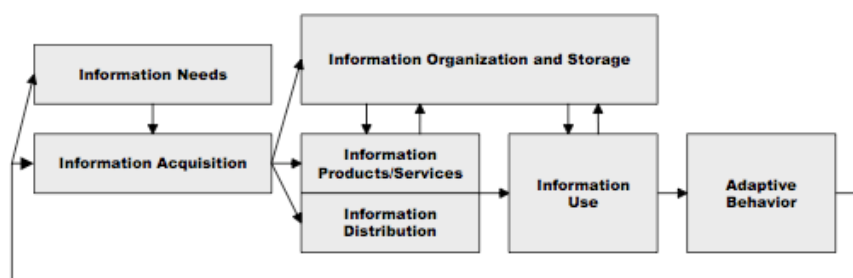 Information Needs
Information Organization and Storage
Information Acquisition
Information
Products/Services
Information
Distribution
Information
Use
Adaptive
Behavior